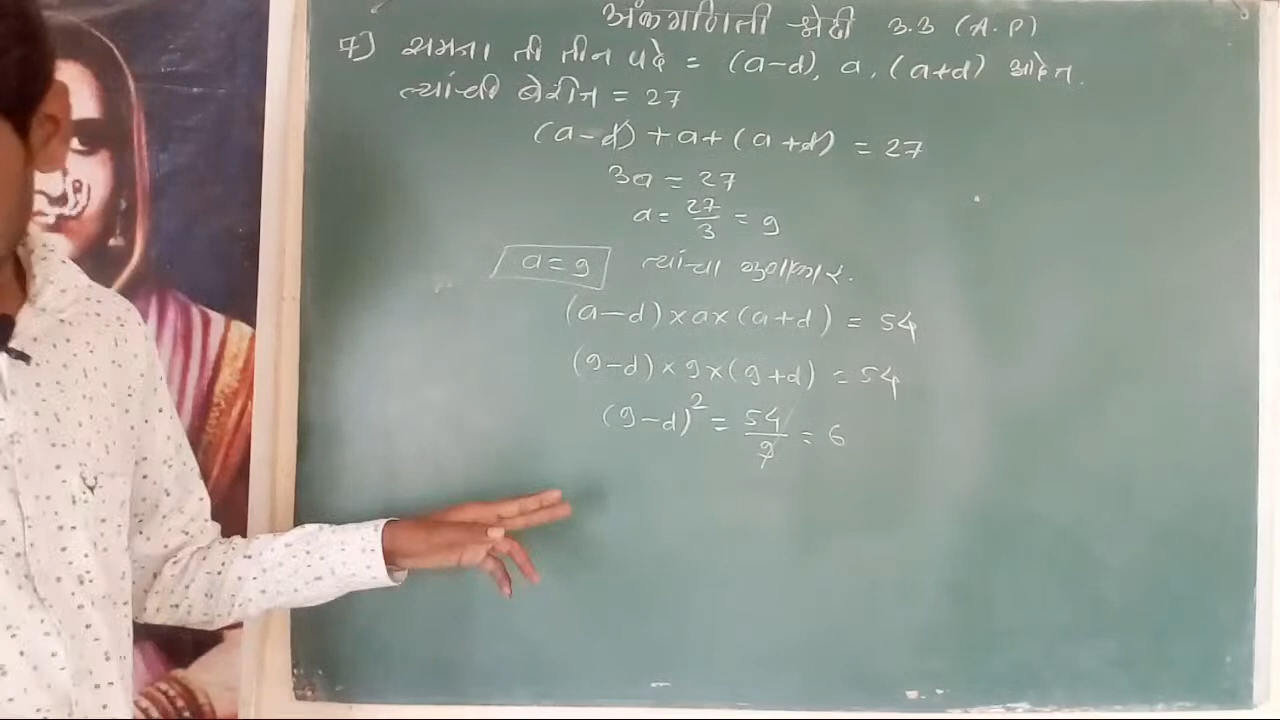 अंकगणिती श्रेढी 3.3 (A.P)
7) समजा ती तीन पदे = (a-d), a, (a+d) आहेत.
त्यांची बेरीज = 27
(a-d) + a + (a+d) = 27
3a = 27
a = 27/3 = 9
a = 9 त्यांचा गुणाकार.
(a-d) × a × (a+d) = 54
(9-d) × 9 × (9+d) = 54
(9-d)² = 54/9 = 6